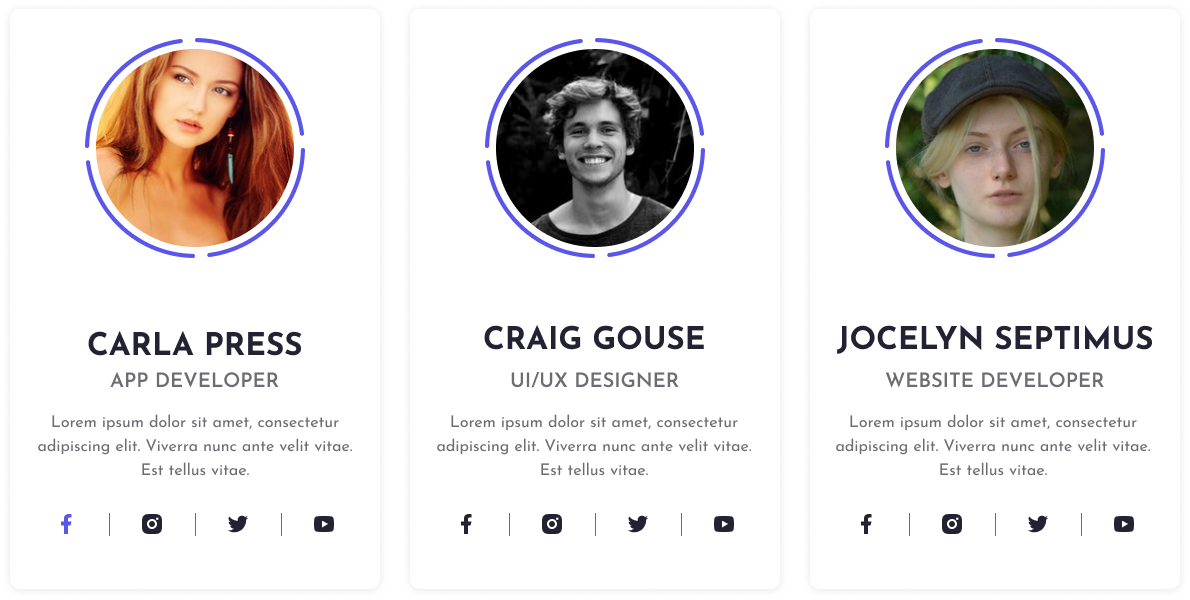 CARLA PRESS
APP DEVELOPER
Lorem ipsum dolor sit amet, consectetur
adipiscing elit. Viverra nunc ante velit vitae.
Est tellus vitae.
CRAIG GOUSE
UI/UX DESIGNER
Lorem ipsum dolor sit amet, consectetur
adipiscing elit. Viverra nunc ante velit vitae.
Est tellus vitae.
JOCELYN SEPTIMUS
WEBSITE DEVELOPER
Lorem ipsum dolor sit amet, consectetur
adipiscing elit. Viverra nunc ante velit vitae.
Est tellus vitae.